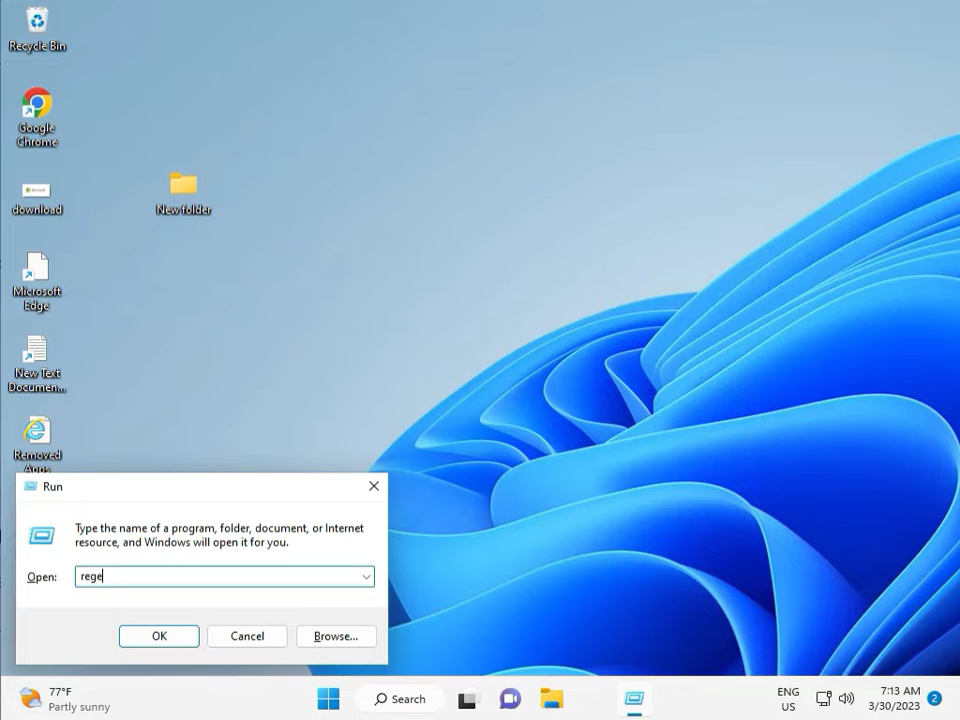 Recycle Bin
Google
Chrome
download
New folder
Microsoft
Edge
New Text
Documen...
Removed
Apps
Run
Type the name of a program, folder, document, or Internet
resource, and Windows will open it for you.
Open: rege
OK Cancel Browse...
77°F
Partly sunny
Search
ENG
US
7:13 AM
3/30/2023
2